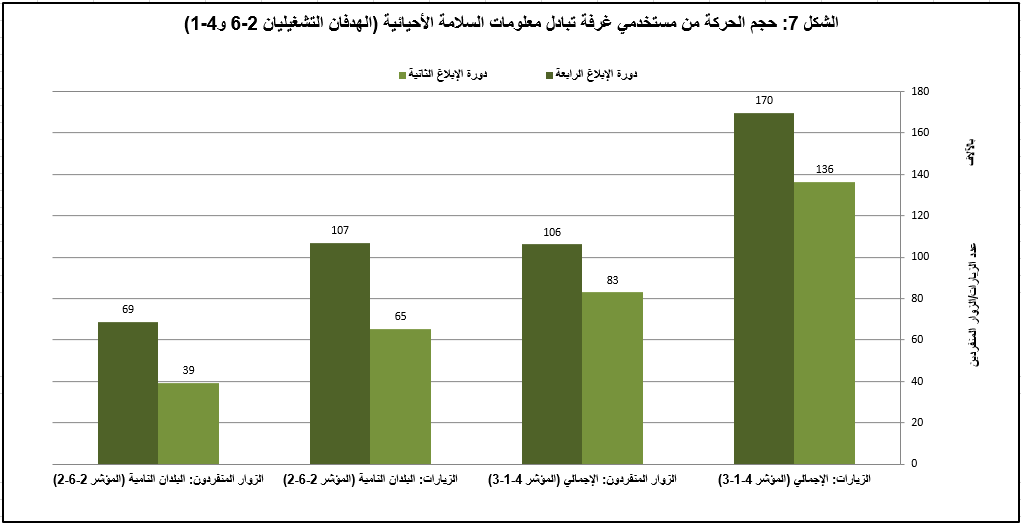 الشكل 7: حجم الحركة من مستخدمي غرفة تبادل معلومات السلامة الأحيائية (الهدفان التشغيليان 2-6 و4-1)
دورة الإبلاغ الرابعة
دورة الإبلاغ الثانية
بالآلاف
عدد الزيارات/الزوار المنفردين
180
160
140
120
100
80
60
40
20
0
170
136
106
83
107
65
69
39
الزيارات: الإجمالي (المؤشر 4-1-3)
الزوار المنفردون: الإجمالي (المؤشر 4-1-3)
الزيارات: البلدان النامية (المؤشر 2-6-2)
الزوار المنفردون: البلدان النامية (المؤشر 2-6-2)